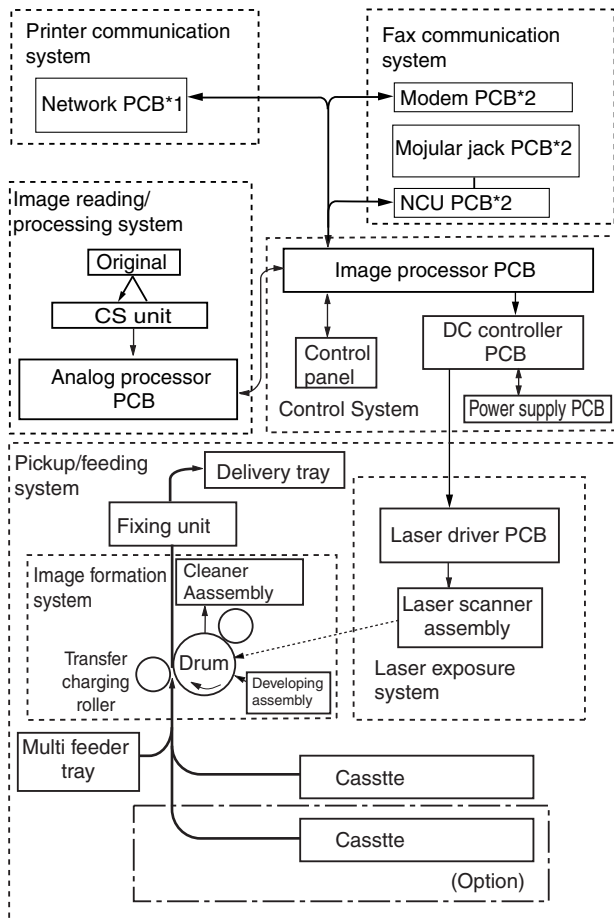 Printer communication
system
Network PCB*1
Fax communication
system
Modem PCB*2
Mojular jack PCB*2
NCU PCB*2
Image reading/
processing system
Original
CS unit
Analog processor
PCB
Image processor PCB
Control
panel
DC controller
PCB
Power supply PCB
Control System
Pickup/feeding
system
Delivery tray
Fixing unit
Image formation
system
Cleaner
Aassembly
Drum
Transfer
charging
roller
Developing
assembly
Laser driver PCB
Laser scanner
assembly
Laser exposure
system
Multi feeder
tray
Casstte
Casstte
(Option)